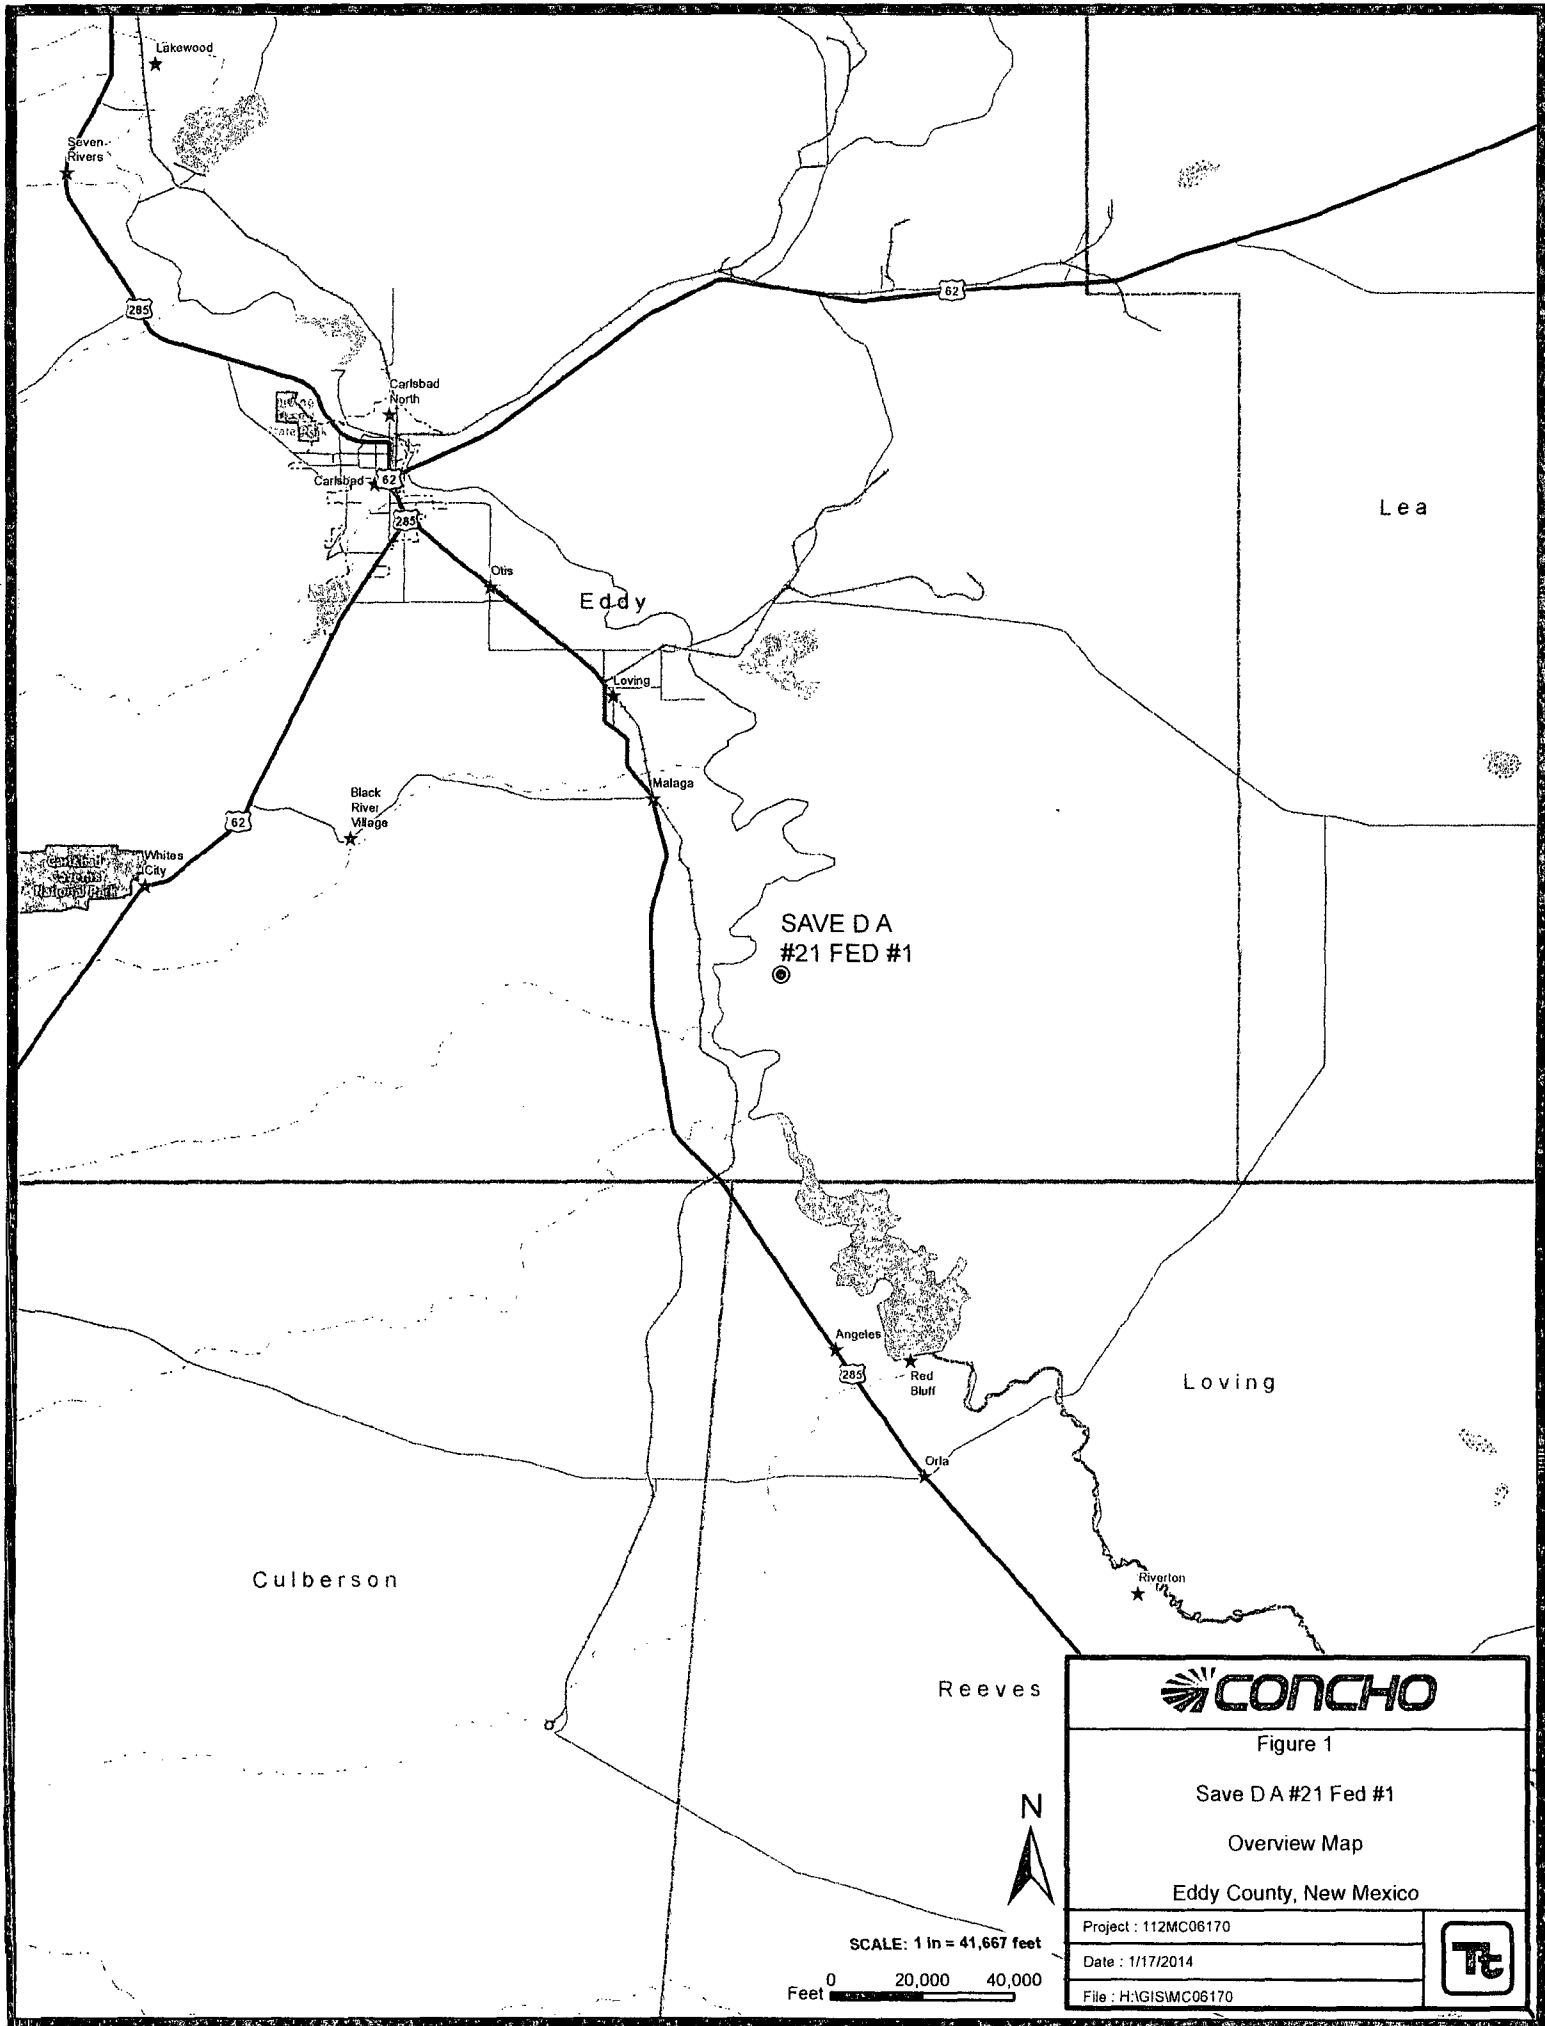 Lakewood
Seven
Rivers
285
62
Carlsbad
North
Carlsbad
62
285
Lea
Otis
Eddy
Loving
Malaga
Black
River
Village
62
Whites
City
National Park
SAVE D A
#21 FED #1
Angeles
285
Red
Bluff
Loving
Orla
Culberson
Riverton
Reeves
CONCHO
Figure 1
Save D A #21 Fed #1
Overview Map
Eddy County, New Mexico
N
Project : 112MC06170
SCALE: 1 in = 41,667 feet
Date : 1/17/2014
0 20,000 40,000
Feet
File : H:\GIS\MC06170
Tt